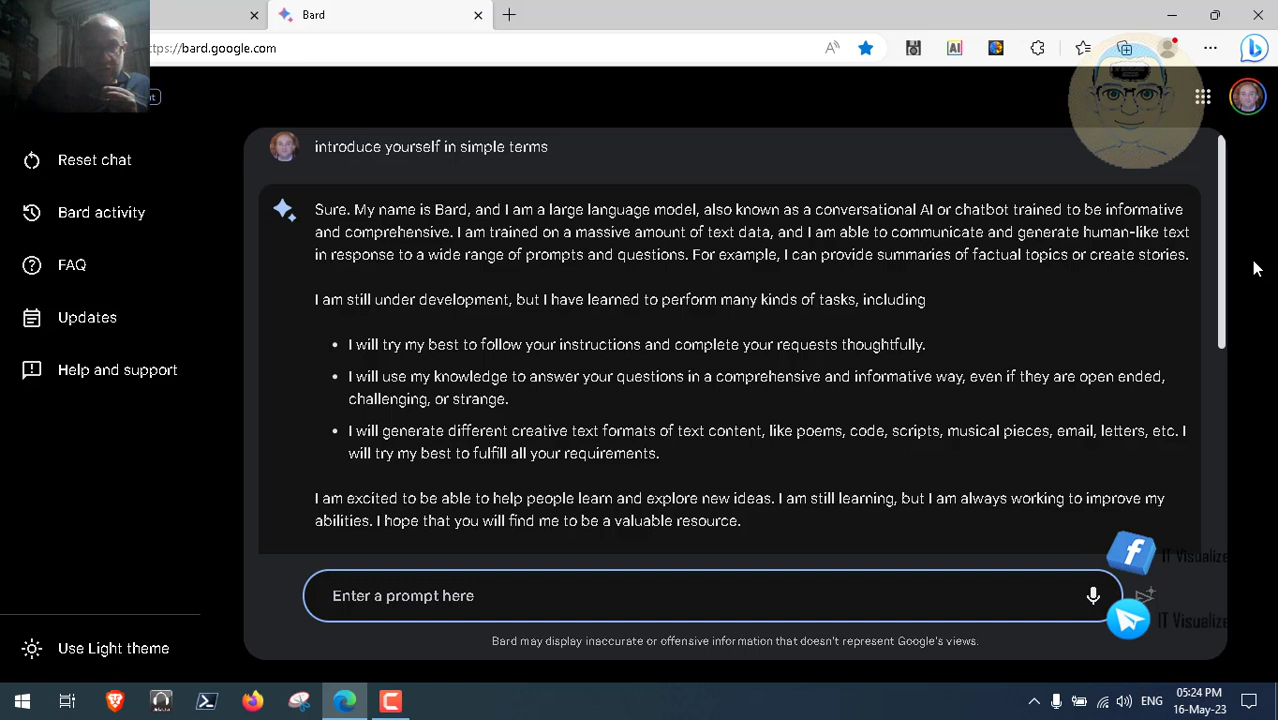 Bard
ttps://bard.google.com
introduce yourself in simple terms
Reset chat
Bard activity
FAQ
Updates
Help and support
Sure. My name is Bard, and I am a large language model, also known as a conversational AI or chatbot trained to be informative
and comprehensive. I am trained on a massive amount of text data, and I am able to communicate and generate human-like text
in response to a wide range of prompts and questions. For example, I can provide summaries of factual topics or create stories.
I am still under development, but I have learned to perform many kinds of tasks, including
• I will try my best to follow your instructions and complete your requests thoughtfully.
• I will use my knowledge to answer your questions in a comprehensive and informative way, even if they are open ended,
challenging, or strange.
• I will generate different creative text formats of text content, like poems, code, scripts, musical pieces, email, letters, etc. I
will try my best to fulfill all your requirements.
I am excited to be able to help people learn and explore new ideas. I am still learning, but I am always working to improve my
abilities. I hope that you will find me to be a valuable resource.
IT Visualize
Enter a prompt here
IT Visualize
Bard may display inaccurate or offensive information that doesn't represent Google's views.
Use Light theme
ENG
05:24 PM
16-May-23